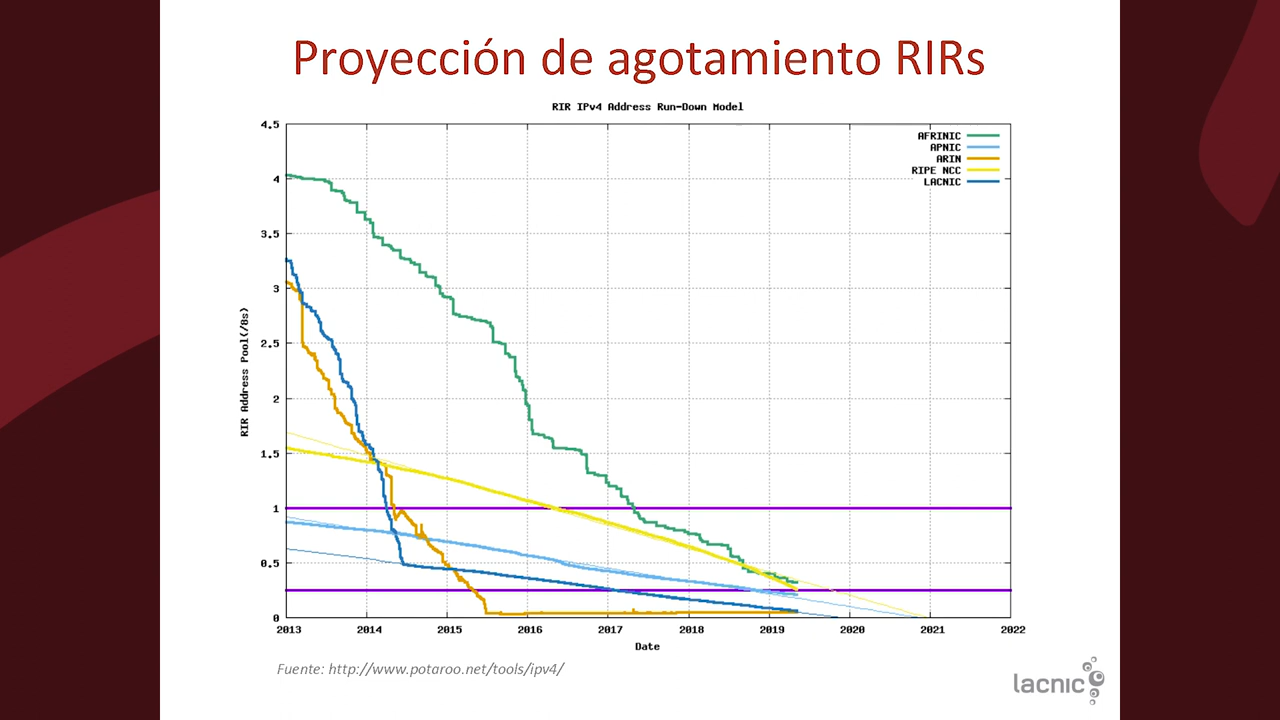 Proyección de agotamiento RIRs
RIR IPv4 Address Run-Down Model
AFRINIC
APNIC
ARIN
RIPE NCC
LACNIC
4.5
4
3.5
3
2.5
2
1.5
1
0.5
0
RIR Address Pool(/8s)
2013 2014 2015 2016 2017 2018 2019 2020 2021 2022
Date
Fuente: http://www.potaroo.net/tools/ipv4/
lacnic